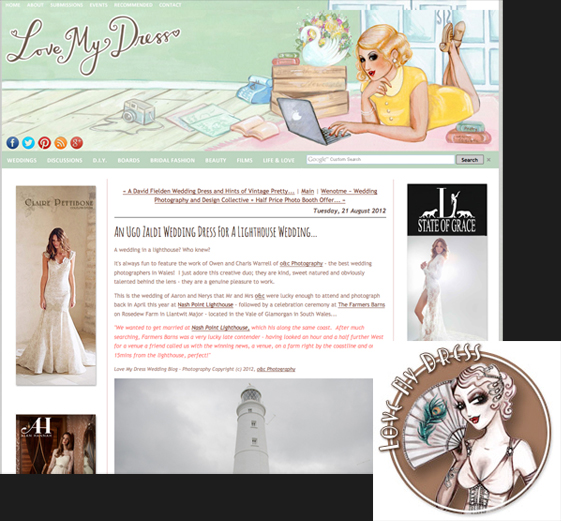 HOME ABOUT SUBMISSIONS EVENTS RECOMMENDED CONTACT
Love My Dress
WEDDINGS DISCUSSIONS D.I.Y. BOARDS BRIDAL FASHION BEAUTY FILMS LIFE & LOVE Google Custom Search Search
CLAIRE PETTIBONE
« A David Fielden Wedding Dress and Hints of Vintage Pretty... | Main | Wenotme ~ Wedding
Photography and Design Collective + Half Price Photo Booth Offer... »
Tuesday, 21 August 2012
AN UGO ZALDI WEDDING DRESS FOR A LIGHTHOUSE WEDDING...
A wedding in a lighthouse? Who knew?
It's always fun to feature the work of Owen and Charis Warrell of oi&c Photography - the best wedding
photographers in Wales! I just adore this creative duo; they are kind, sweet natured and obviously
talented behind the lens - they are a genuine pleasure to work.
This is the wedding of Aaron and Nerys that Mr and Mrs oi&c were lucky enough to attend and photograph
back in April this year at Nash Point Lighthouse - followed by a celebration ceremony at The Farmers Barns
on Rosedew Farm in Llantwit Major - located in the Vale of Glamorgan in South Wales...
"We wanted to get married at Nash Point Lighthouse, which his along the same coast. After much
searching, Farmers Barns was a very late contender - having looked an hour and a half further West
for a venue a friend called us with the winning news, a venue, on a farm right by the coastline and
15mins from the lighthouse, perfect!"
Love My Dress Wedding Blog - Photography Copyright (c) 2012, oi&c Photography
STATE OF GRACE
AH
LOVE MY DRESS